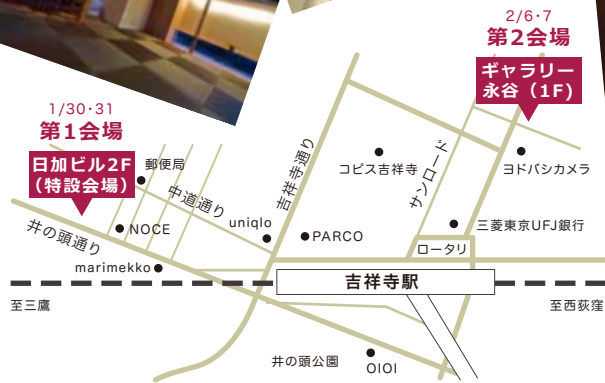 2/6・7
第2会場
ギャラリー
永谷（1F）
1/30・31
第1会場
日加ビル2F
（特設会場）
郵便局
中道通り
吉祥寺通り
コピス吉祥寺
サンロード
ヨドバシカメラ
井の頭通り
NOCE
uniqlo
PARCO
三菱東京UFJ銀行
ロータリ
marimekko
吉祥寺駅
至三鷹
至西荻窪
井の頭公園
OIOI